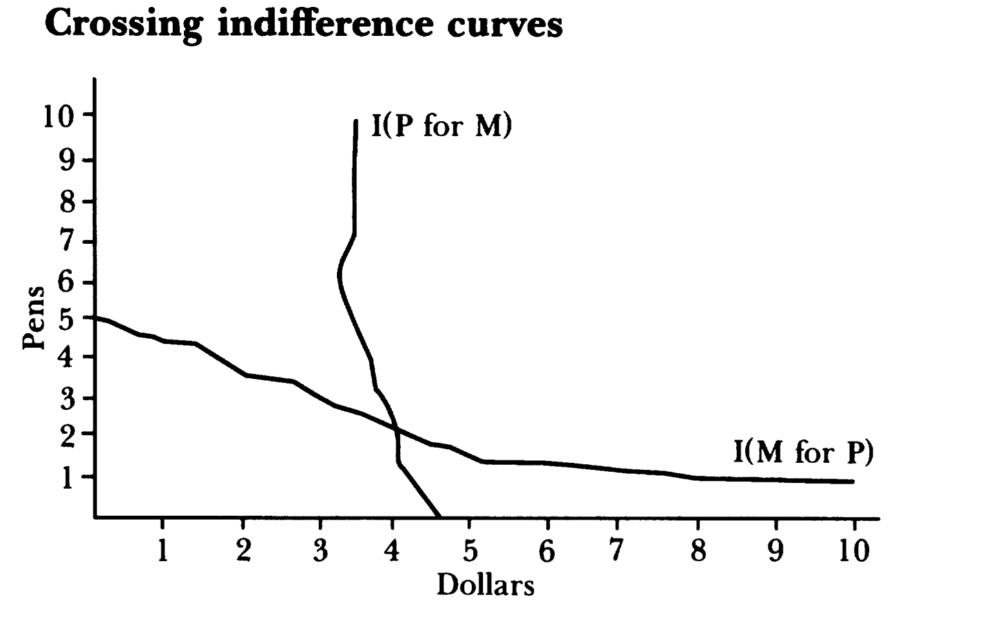 Crossing indifference curves
10
I(P for M)
9
8
7
6
5
4
3
2
1
Pens
I(M for P)
1 2 3 4 5 6 7 8 9 10
Dollars